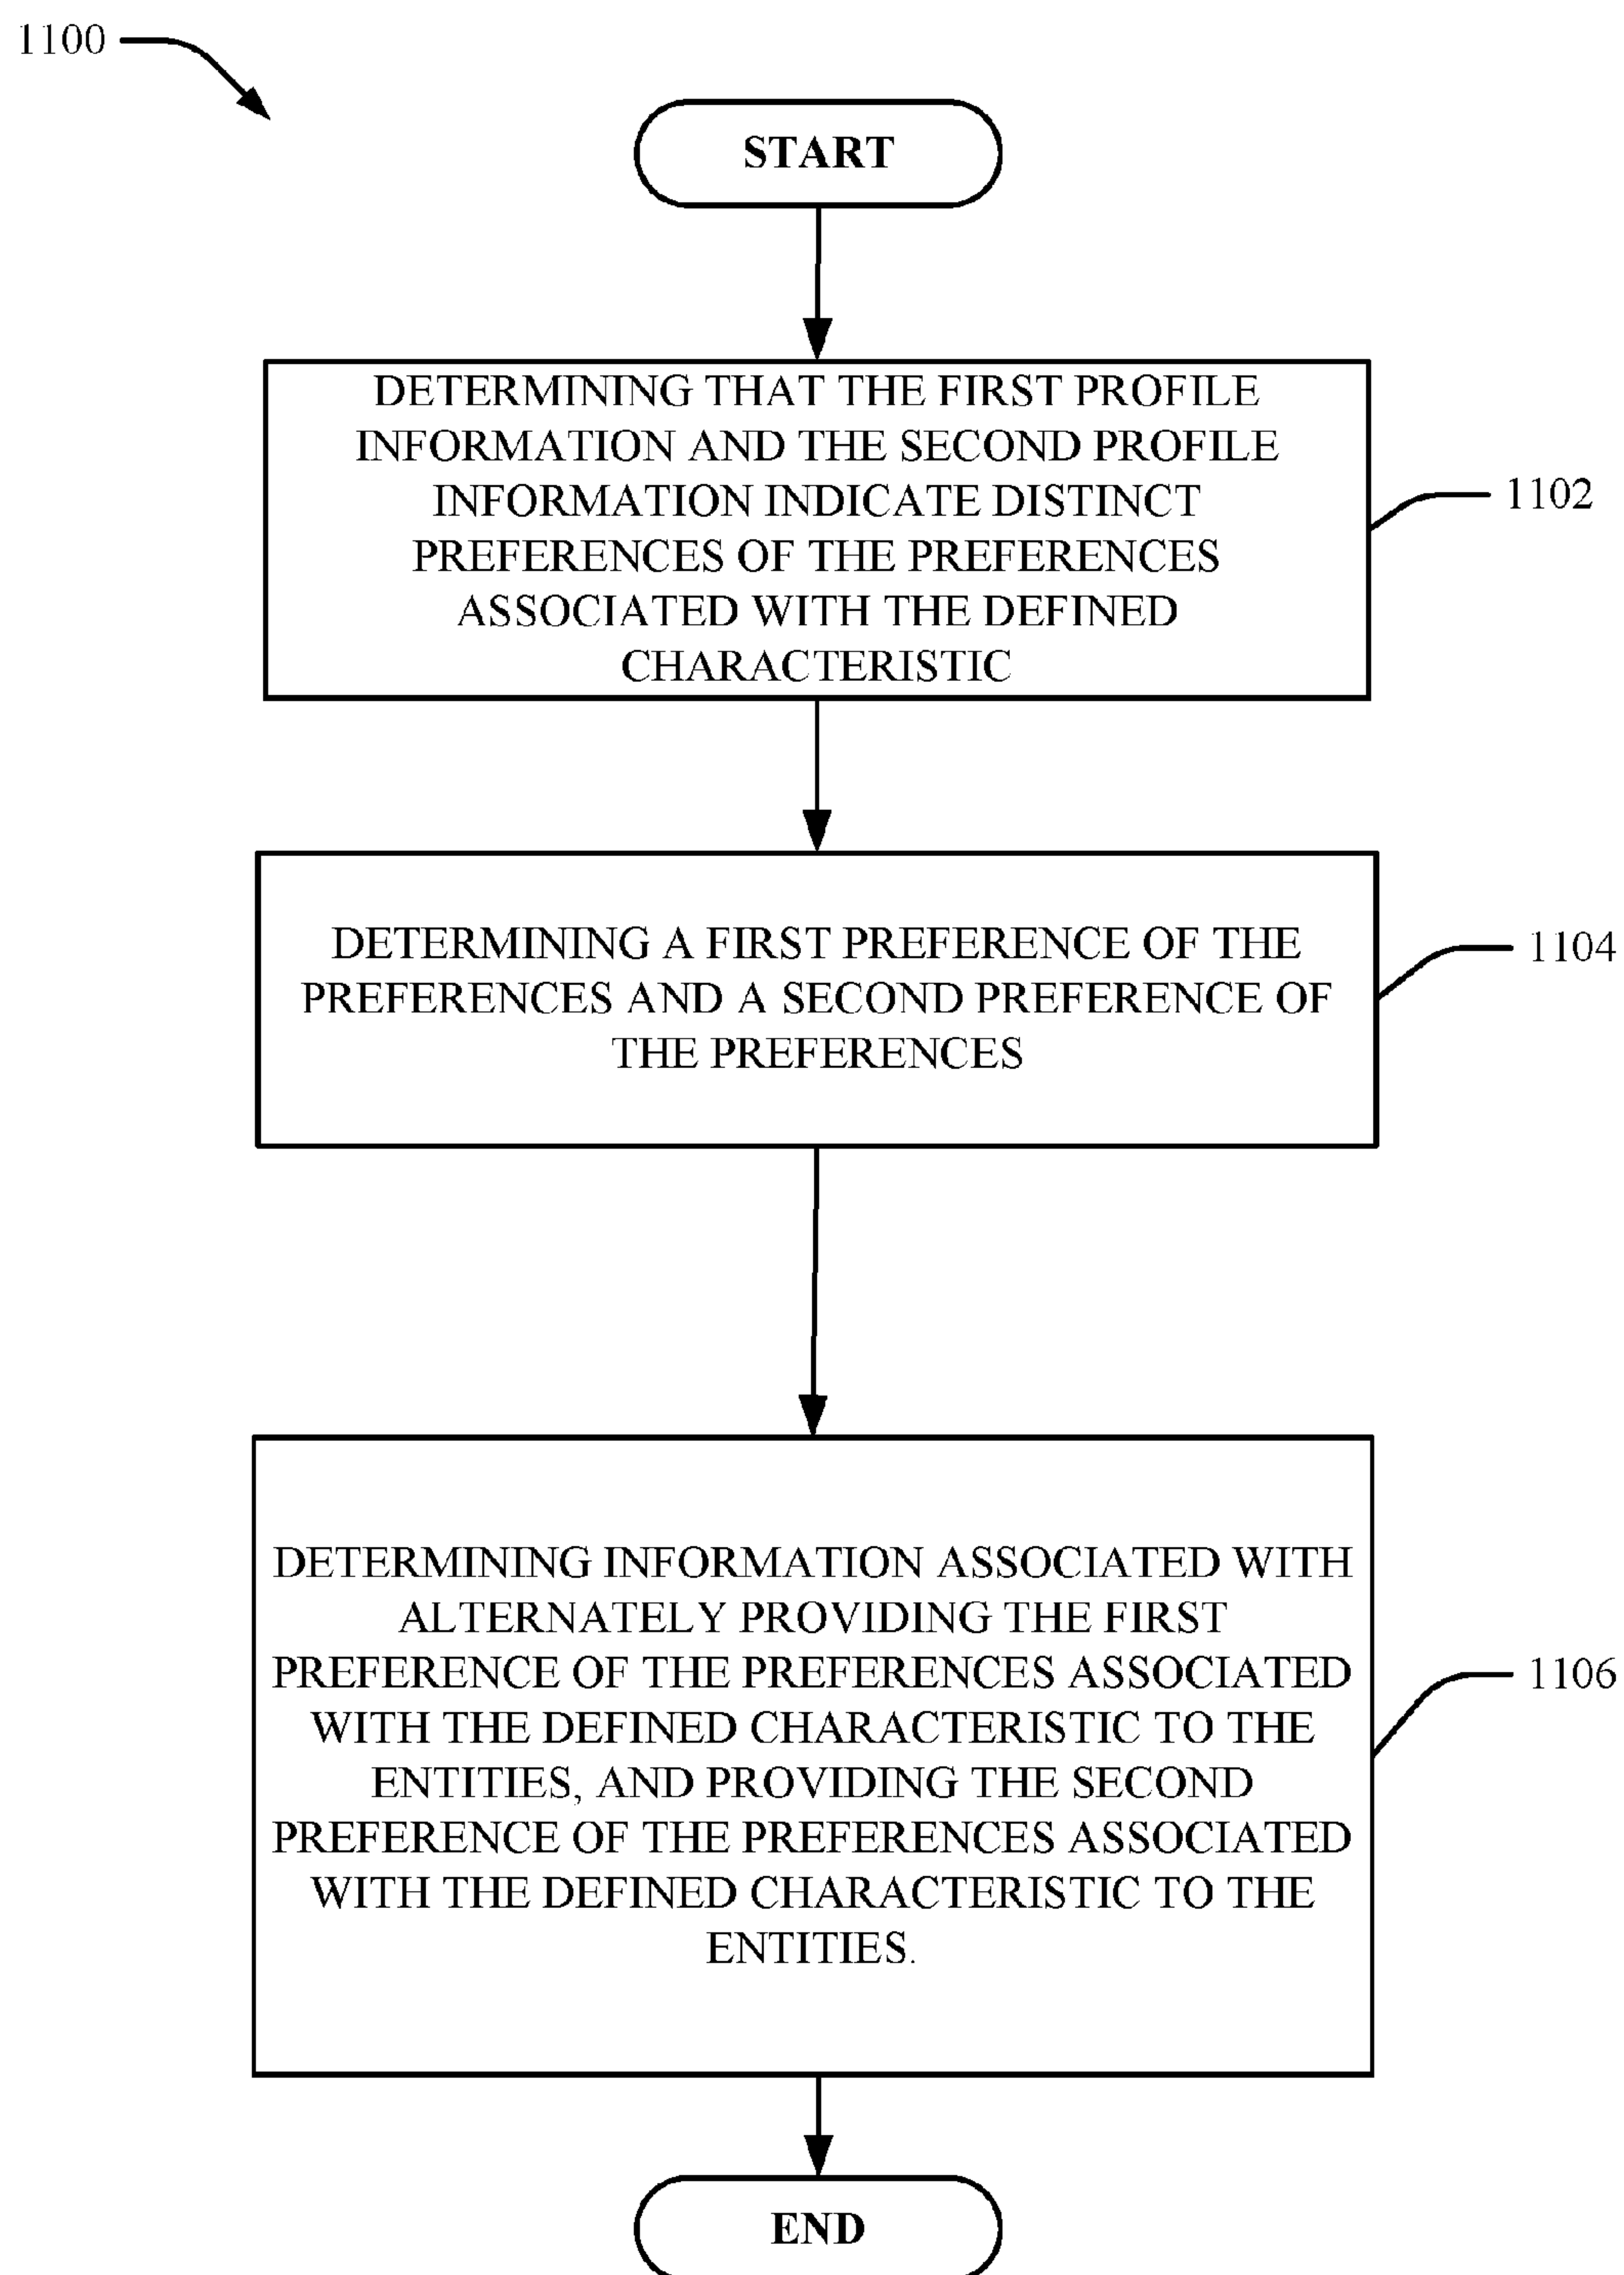 1100
START
DETERMINING THAT THE FIRST PROFILE
INFORMATION AND THE SECOND PROFILE
INFORMATION INDICATE DISTINCT
PREFERENCES OF THE PREFERENCES
ASSOCIATED WITH THE DEFINED
CHARACTERISTIC
1102
DETERMINING A FIRST PREFERENCE OF THE
PREFERENCES AND A SECOND PREFERENCE OF
THE PREFERENCES
1104
DETERMINING INFORMATION ASSOCIATED WITH
ALTERNATELY PROVIDING THE FIRST
PREFERENCE OF THE PREFERENCES ASSOCIATED
WITH THE DEFINED CHARACTERISTIC TO THE
ENTITIES, AND PROVIDING THE SECOND
PREFERENCE OF THE PREFERENCES ASSOCIATED
WITH THE DEFINED CHARACTERISTIC TO THE
ENTITIES.
1106
END